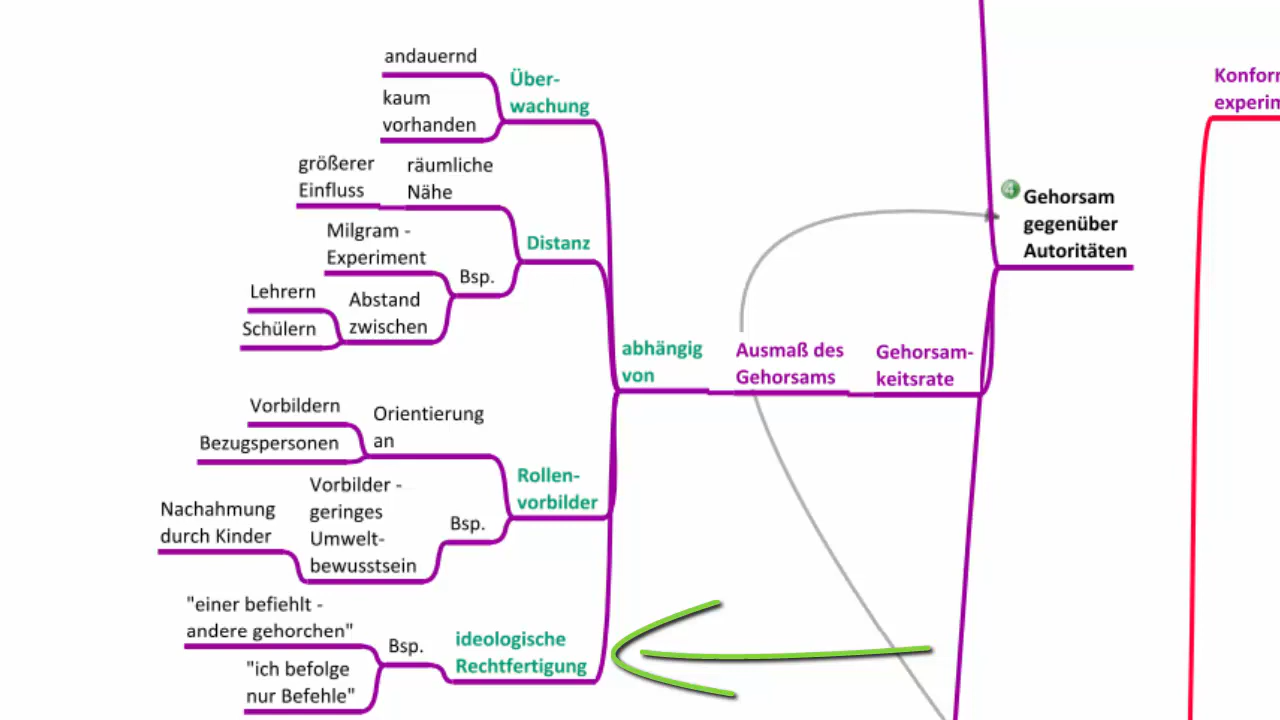 andauernd
kaum
vorhanden
Über-
wachung
größerer
Einfluss
räumliche
Nähe
Milgram -
Experiment
Lehrern
Schülern
Abstand
zwischen
Bsp.
Distanz
Vorbildern
Bezugspersonen
Orientierung
an
Nachahmung
durch Kinder
Vorbilder -
geringes
Umwelt-
bewusstsein
Bsp.
Rollen-
vorbilder
"einer befiehlt -
andere gehorchen"
"ich befolge
nur Befehle"
Bsp.
ideologische
Rechtfertigung
abhängig
von
Ausmaß des
Gehorsams
Gehorsam-
keitsrate
4
Gehorsam
gegenüber
Autoritäten